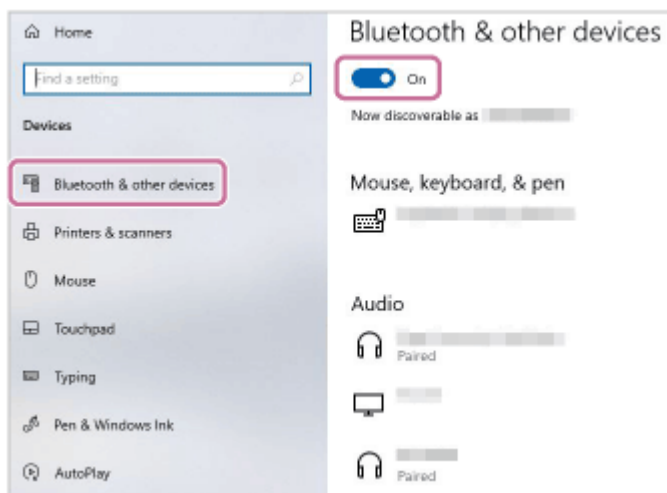 Home
Find a setting
Devices
Bluetooth & other devices
Printers & scanners
Mouse
Touchpad
Typing
Pen & Windows Ink
AutoPlay
Bluetooth & other devices
On
Now discoverable as
Mouse, keyboard, & pen
Audio
Paired
Paired